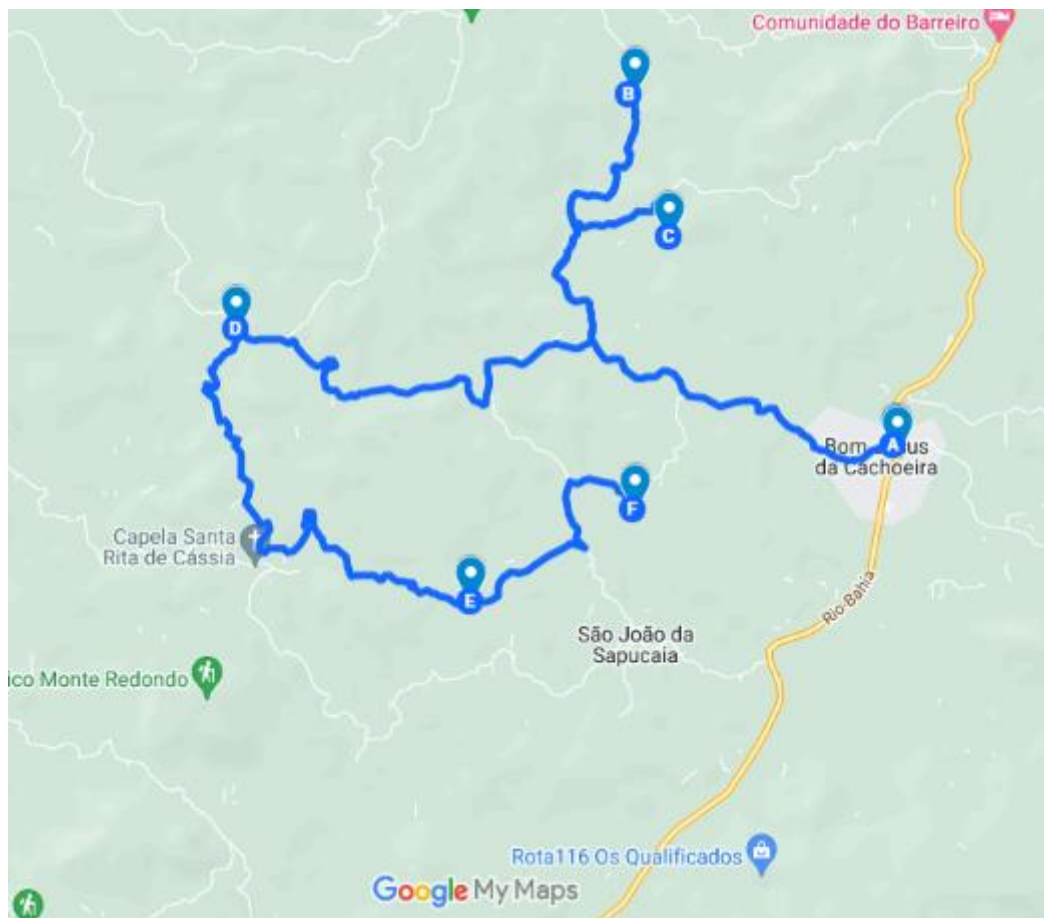 Comunidade do Barreiro
B
C
D
A
Bom Jesus
da Cachoeira
F
Capela Santa
Rita de Cássia
E
Rio-Bahia
São João da
Sapucaia
ico Monte Redondo
Rota116 Os Qualificados
Google My Maps